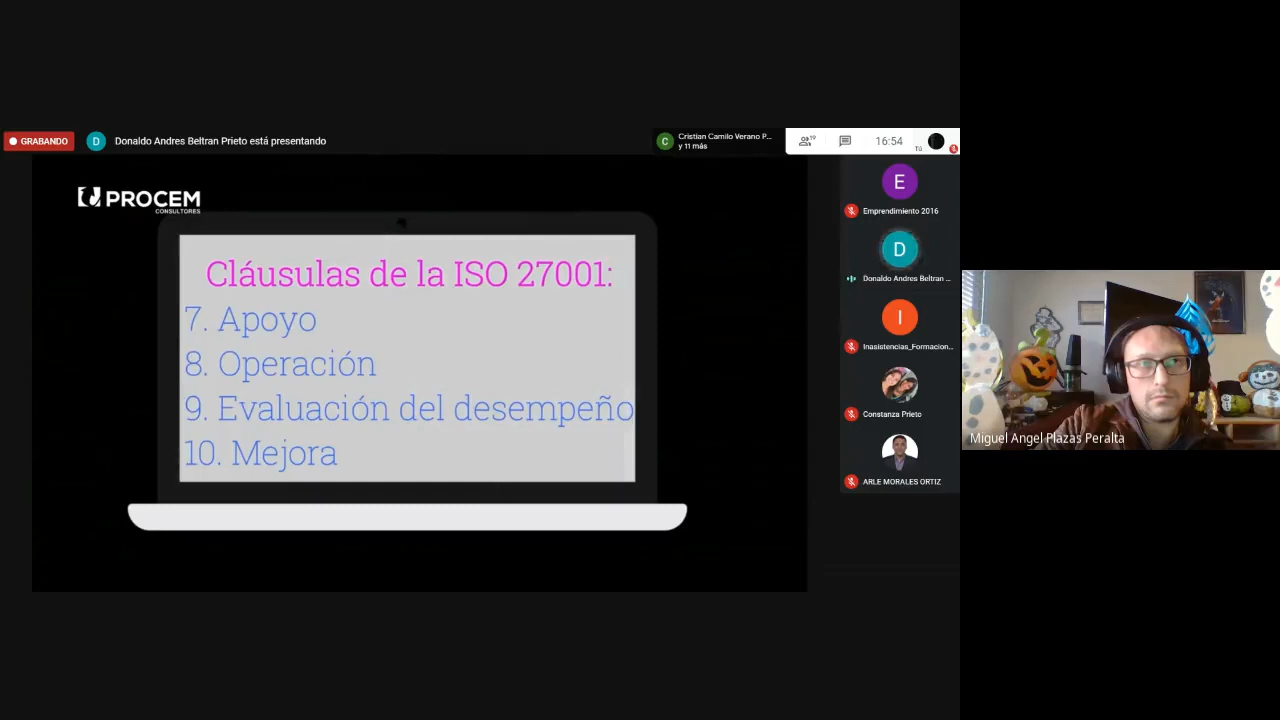 GRABANDO
D
Donaldo Andres Beltran Prieto está presentando
C
Cristian Camilo Verano P...
y 11 más
19
16:54
Tú
PROCEM
CONSULTORES
Cláusulas de la ISO 27001:
7. Apoyo
8. Operación
9. Evaluación del desempeño
10. Mejora
E
Emprendimiento 2016
D
Donaldo Andres Beltran ...
I
Inasistencias_Formacion...
Constanza Prieto
ARLE MORALES ORTIZ
Miguel Angel Plazas Peralta